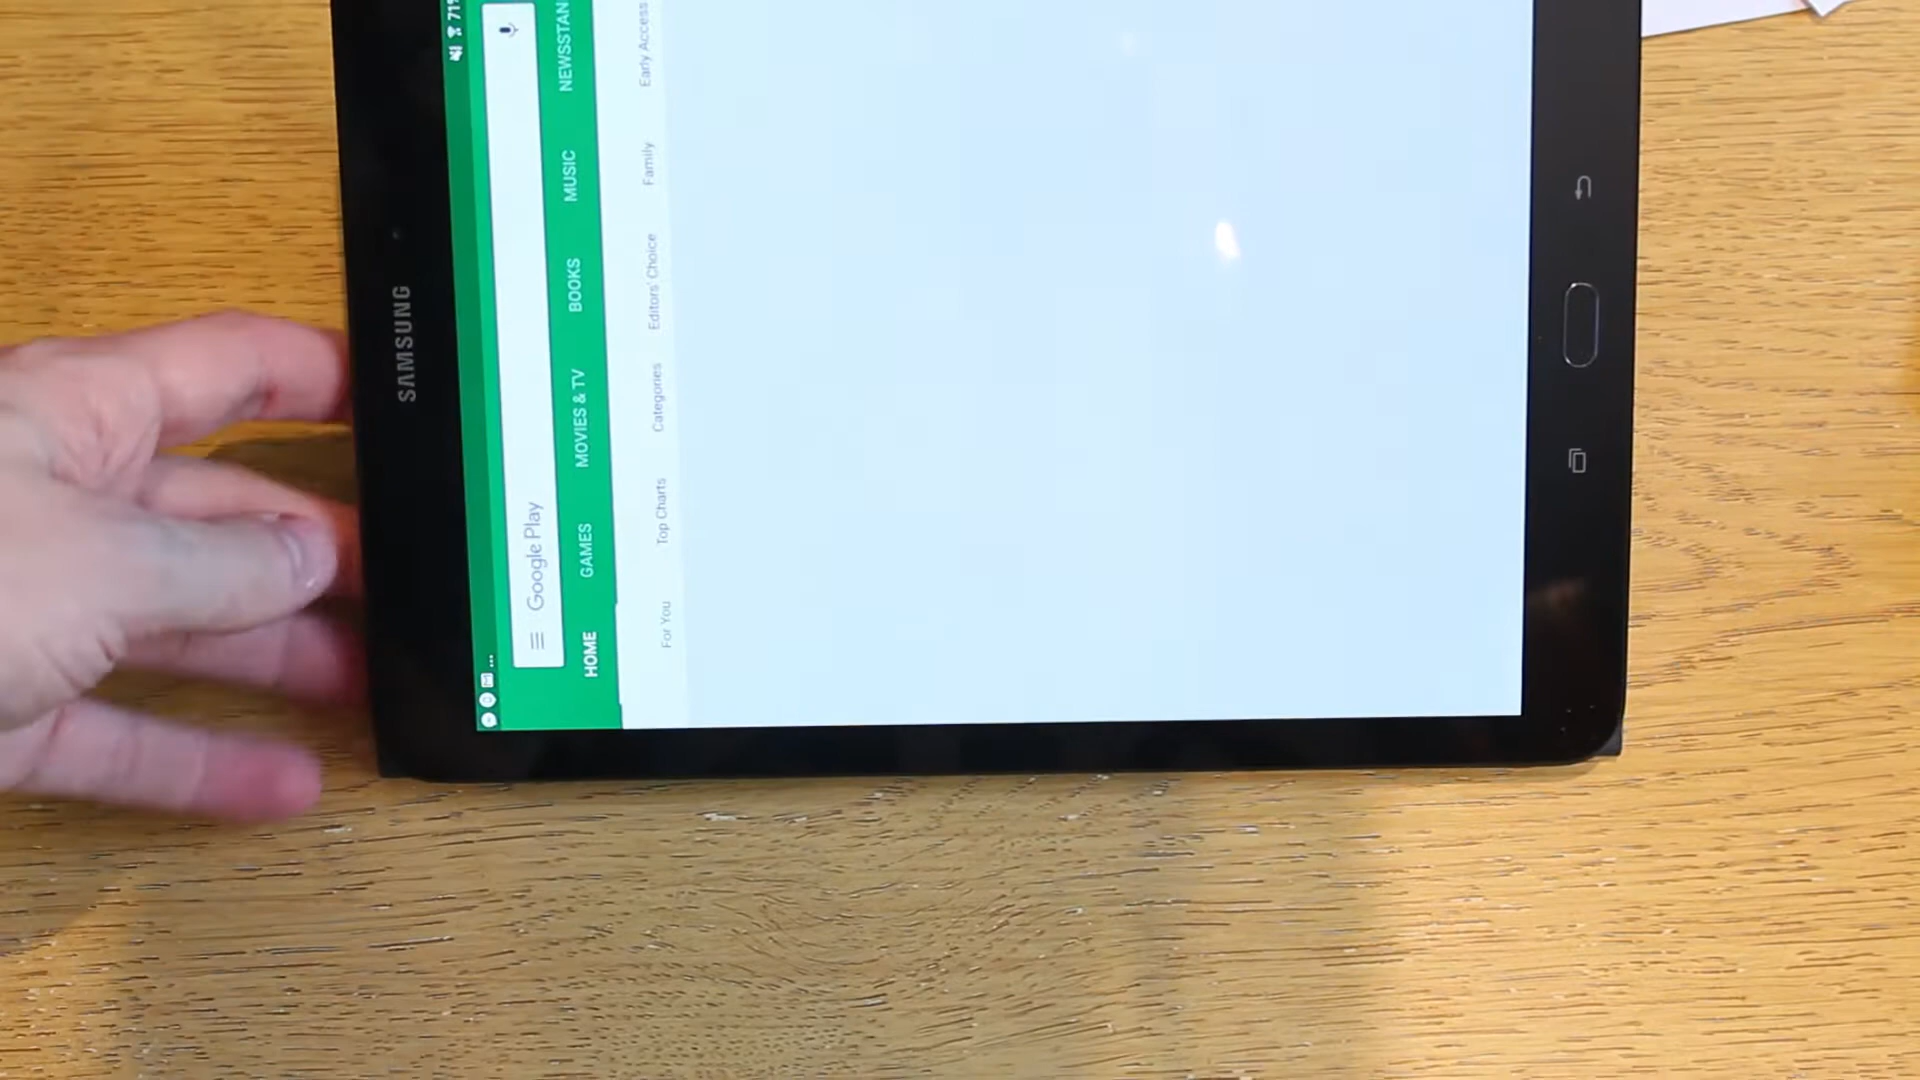 SAMSUNG
71
Google Play
HOME GAMES MOVIES & TV BOOKS MUSIC NEWSSTAN
For You Top Charts Categories Editors' Choice Family Early Access